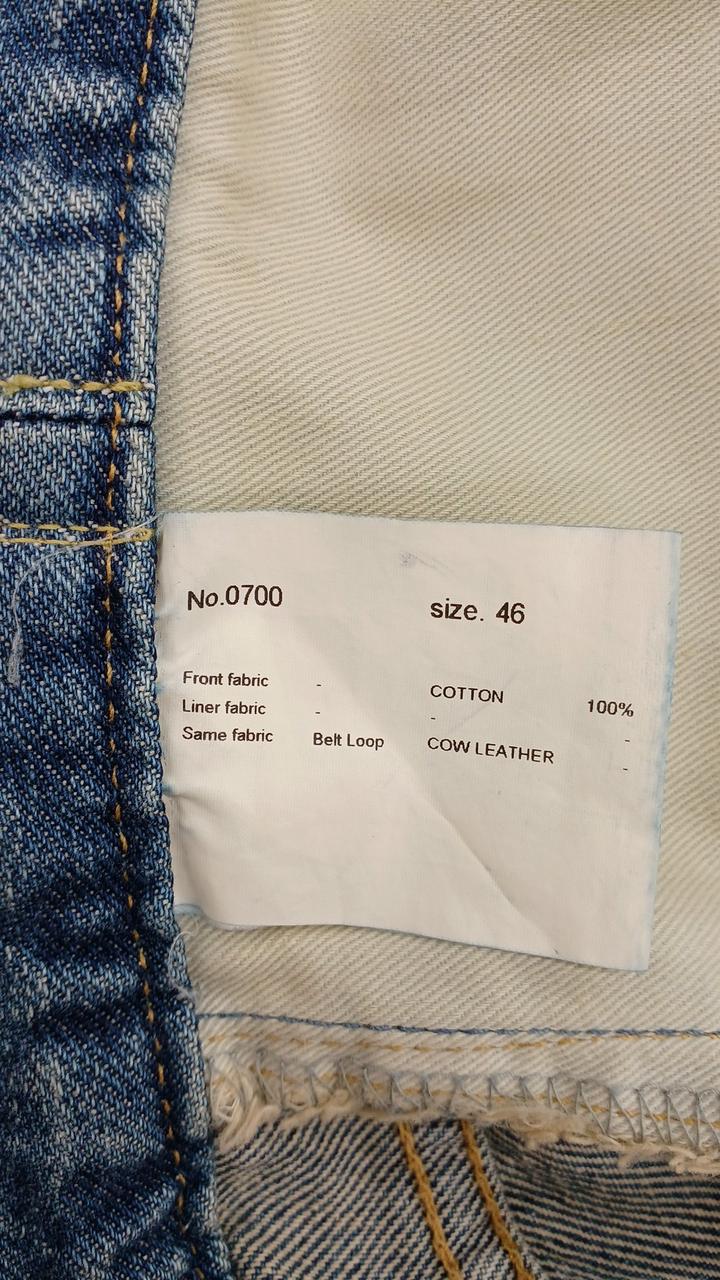 No.0700 size. 46
Front fabric - COTTON 100%
Liner fabric - - -
Same fabric Belt Loop COW LEATHER -